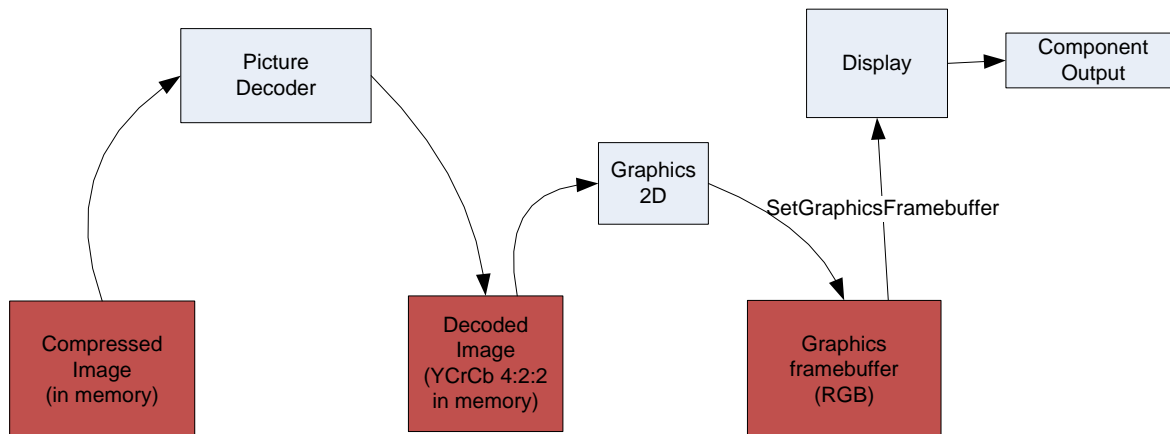 Picture
Decoder
Display
Component
Output
Graphics
2D
SetGraphicsFramebuffer
Compressed
Image
(in memory)
Decoded
Image
(YCrCb 4:2:2
in memory)
Graphics
framebuffer
(RGB)